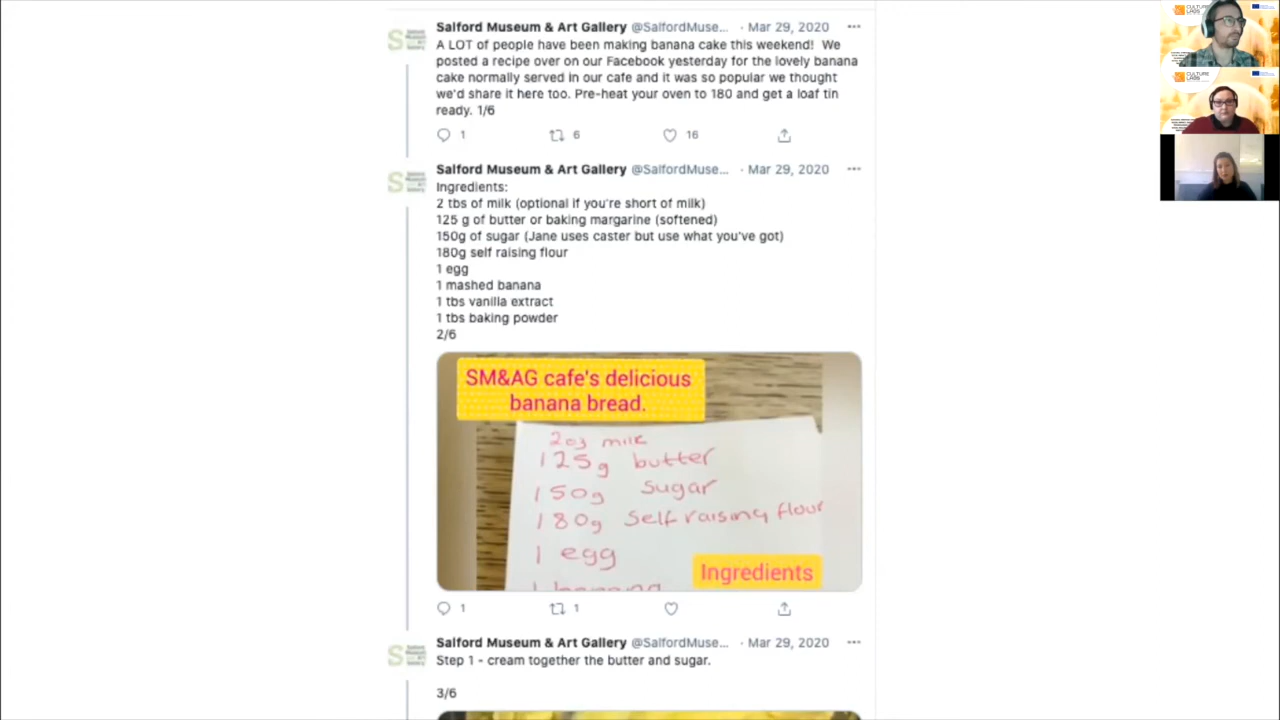 Salford Museum & Art Gallery @SalfordMuse... · Mar 29, 2020
A LOT of people have been making banana cake this weekend! We
posted a recipe over on our Facebook yesterday for the lovely banana
cake normally served in our cafe and it was so popular we thought
we'd share it here too. Pre-heat your oven to 180 and get a loaf tin
ready. 1/6
1 6 16
Salford Museum & Art Gallery @SalfordMuse... · Mar 29, 2020
Ingredients:
2 tbs of milk (optional if you're short of milk)
125 g of butter or baking margarine (softened)
150g of sugar (Jane uses caster but use what you've got)
180g self raising flour
1 egg
1 mashed banana
1 tbs vanilla extract
1 tbs baking powder
2/6
SM&AG cafe's delicious
banana bread.
milk
125g butter
150g sugar
180g Self raising flour
1 egg
Ingredients
1 1
Salford Museum & Art Gallery @SalfordMuse... · Mar 29, 2020
Step 1 - cream together the butter and sugar.
3/6
CULTURE
LABS
CULTURE
LABS